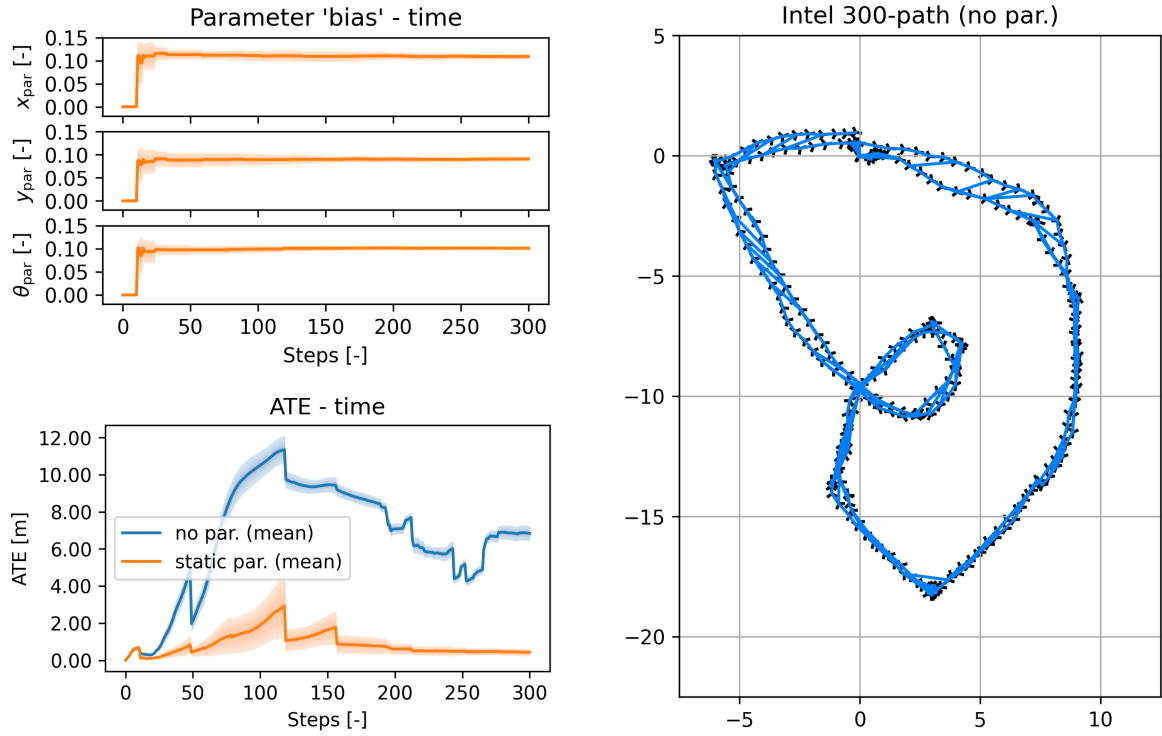 Parameter 'bias' - time
0.15
0.10
0.05
0.00
x_par [-]
0.15
0.10
0.05
0.00
y_par [-]
0.15
0.10
0.05
0.00
θ_par [-]
0 50 100 150 200 250 300
Steps [-]
ATE - time
12.00
10.00
8.00
6.00
4.00
2.00
0.00
ATE [m]
no par. (mean)
static par. (mean)
0 50 100 150 200 250 300
Steps [-]
Intel 300-path (no par.)
5
0
−5
−10
−15
−20
−5 0 5 10